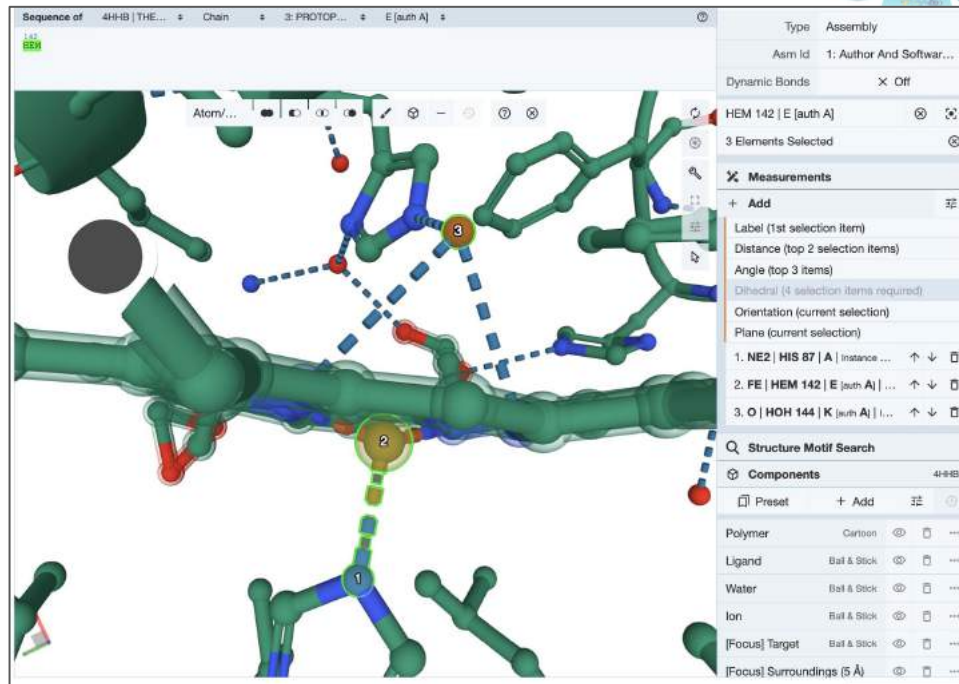 Sequence of 4HHB | THE... Chain 3: PROTOP... E [auth A]
142
HEM
Atom/...
3
2
1
Type Assembly
Asm Id 1: Author And Softwar...
Dynamic Bonds × Off
HEM 142 | E [auth A]
3 Elements Selected
Measurements
+ Add
Label (1st selection item)
Distance (top 2 selection items)
Angle (top 3 items)
Dihedral (4 selection items required)
Orientation (current selection)
Plane (current selection)
1. NE2 | HIS 87 | A | Instance ...
2. FE | HEM 142 | E [auth A] | ...
3. O | HOH 144 | K [auth A] | I...
Structure Motif Search
Components 4HHB
Preset + Add
Polymer Cartoon
Ligand Ball & Stick
Water Ball & Stick
Ion Ball & Stick
[Focus] Target Ball & Stick
[Focus] Surroundings (5 Å)